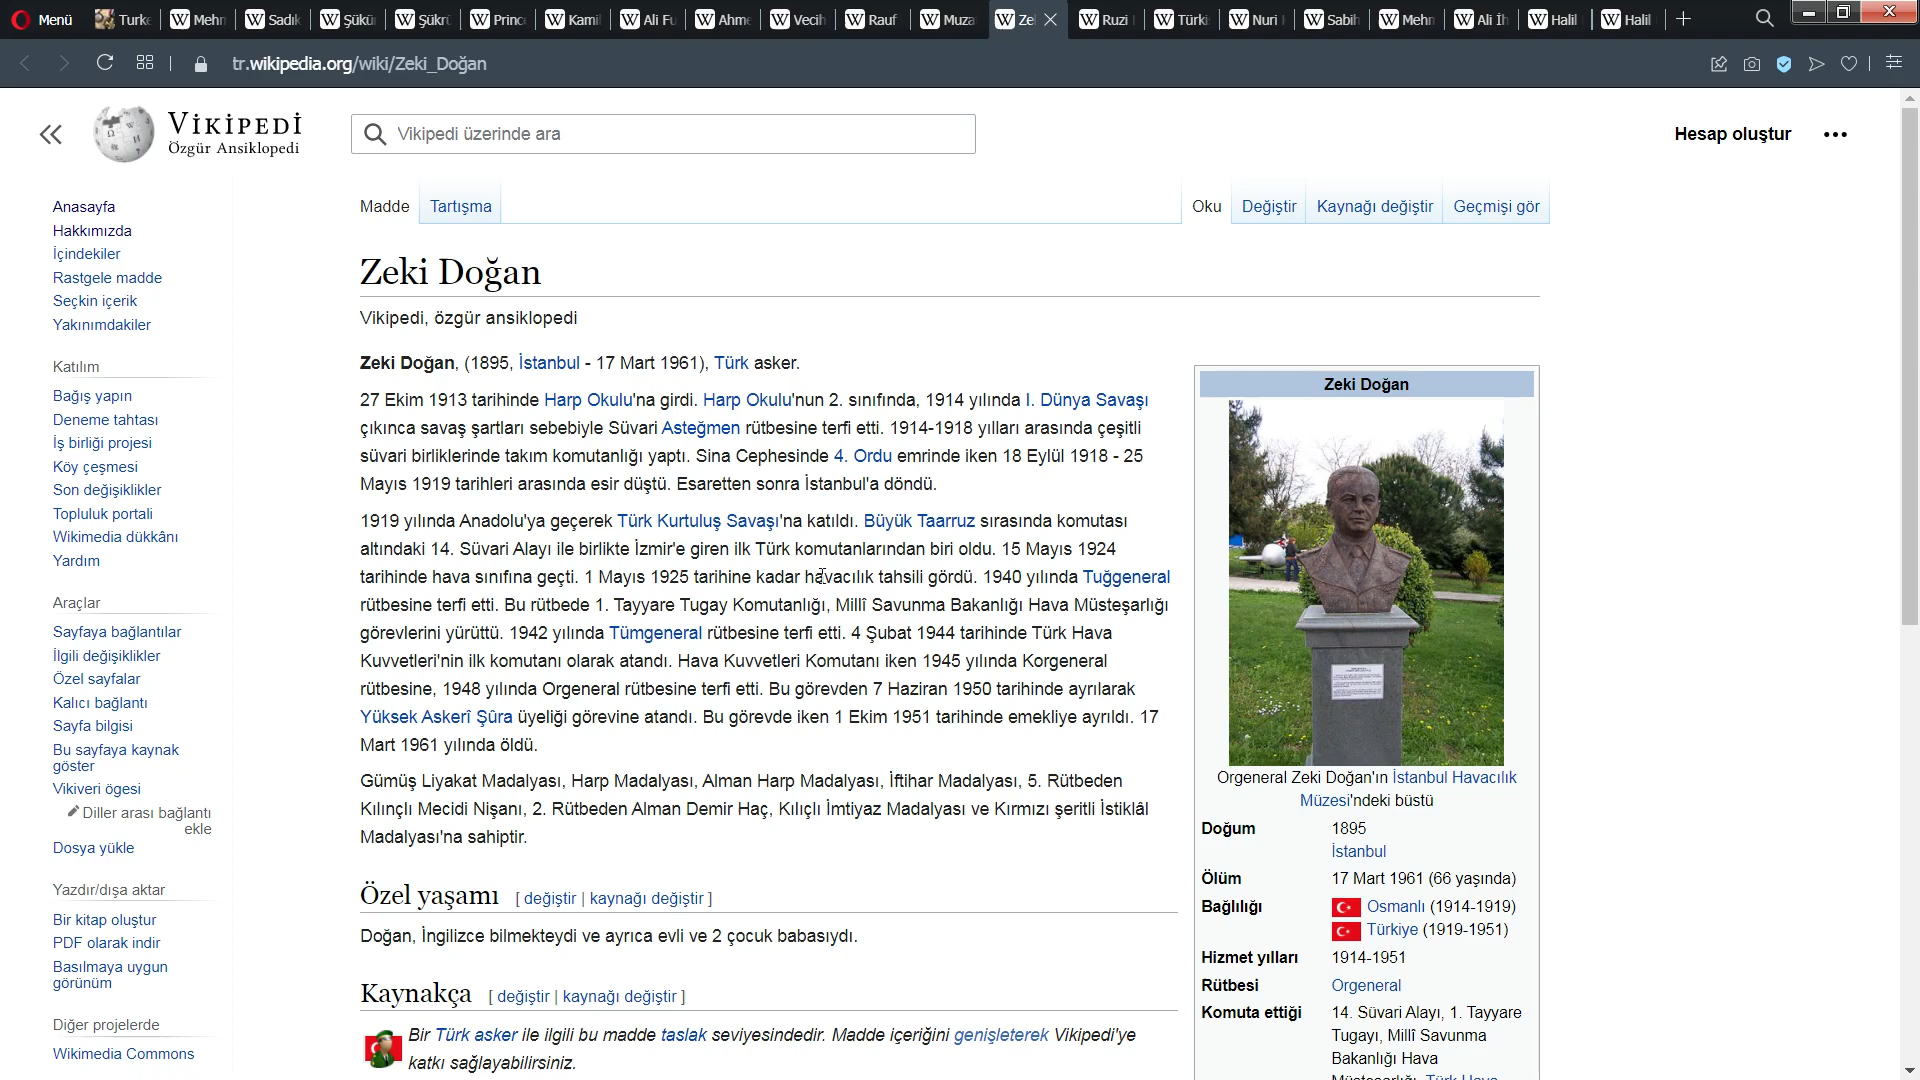 Menü
Turke
Mehm
Sadık
Şükür
Şükrü
Princ
Kamil
Ali Fu
Ahme
Vecih
Rauf
Muza
Zel
Ruzi
Türki
Nuri
Sabih
Mehm
Ali İh
Halil
Halil
tr.wikipedia.org/wiki/Zeki_Doğan
VİKİPEDİ
Özgür Ansiklopedi
Vikipedi üzerinde ara
Hesap oluştur
Anasayfa
Hakkımızda
İçindekiler
Rastgele madde
Seçkin içerik
Yakınımdakiler
Katılım
Bağış yapın
Deneme tahtası
İş birliği projesi
Köy çeşmesi
Son değişiklikler
Topluluk portali
Wikimedia dükkânı
Yardım
Araçlar
Sayfaya bağlantılar
İlgili değişiklikler
Özel sayfalar
Kalıcı bağlantı
Sayfa bilgisi
Bu sayfaya kaynak
göster
Vikiveri ögesi
Diller arası bağlantı
ekle
Dosya yükle
Yazdır/dışa aktar
Bir kitap oluştur
PDF olarak indir
Basılmaya uygun
görünüm
Diğer projelerde
Wikimedia Commons
Madde Tartışma Oku Değiştir Kaynağı değiştir Geçmişi gör
Zeki Doğan
Vikipedi, özgür ansiklopedi
Zeki Doğan, (1895, İstanbul - 17 Mart 1961), Türk asker.
27 Ekim 1913 tarihinde Harp Okulu'na girdi. Harp Okulu'nun 2. sınıfında, 1914 yılında I. Dünya Savaşı
çıkınca savaş şartları sebebiyle Süvari Asteğmen rütbesine terfi etti. 1914-1918 yılları arasında çeşitli
süvari birliklerinde takım komutanlığı yaptı. Sina Cephesinde 4. Ordu emrinde iken 18 Eylül 1918 - 25
Mayıs 1919 tarihleri arasında esir düştü. Esaretten sonra İstanbul'a döndü.
1919 yılında Anadolu'ya geçerek Türk Kurtuluş Savaşı'na katıldı. Büyük Taarruz sırasında komutası
altındaki 14. Süvari Alayı ile birlikte İzmir'e giren ilk Türk komutanlarından biri oldu. 15 Mayıs 1924
tarihinde hava sınıfına geçti. 1 Mayıs 1925 tarihine kadar havacılık tahsili gördü. 1940 yılında Tuğgeneral
rütbesine terfi etti. Bu rütbede 1. Tayyare Tugay Komutanlığı, Millî Savunma Bakanlığı Hava Müsteşarlığı
görevlerini yürüttü. 1942 yılında Tümgeneral rütbesine terfi etti. 4 Şubat 1944 tarihinde Türk Hava
Kuvvetleri'nin ilk komutanı olarak atandı. Hava Kuvvetleri Komutanı iken 1945 yılında Korgeneral
rütbesine, 1948 yılında Orgeneral rütbesine terfi etti. Bu görevden 7 Haziran 1950 tarihinde ayrılarak
Yüksek Askerî Şûra üyeliği görevine atandı. Bu görevde iken 1 Ekim 1951 tarihinde emekliye ayrıldı. 17
Mart 1961 yılında öldü.
Gümüş Liyakat Madalyası, Harp Madalyası, Alman Harp Madalyası, İftihar Madalyası, 5. Rütbeden
Kılınçlı Mecidi Nişanı, 2. Rütbeden Alman Demir Haç, Kılıçlı İmtiyaz Madalyası ve Kırmızı şeritli İstiklâl
Madalyası'na sahiptir.
Özel yaşamı [ değiştir | kaynağı değiştir ]
Doğan, İngilizce bilmekteydi ve ayrıca evli ve 2 çocuk babasıydı.
Kaynakça [ değiştir | kaynağı değiştir ]
Bir Türk asker ile ilgili bu madde taslak seviyesindedir. Madde içeriğini genişleterek Vikipedi'ye
katkı sağlayabilirsiniz.
Zeki Doğan
Orgeneral Zeki Doğan'ın İstanbul Havacılık
Müzesi'ndeki büstü
Doğum 1895
İstanbul
Ölüm 17 Mart 1961 (66 yaşında)
Bağlılığı Osmanlı (1914-1919)
Türkiye (1919-1951)
Hizmet yılları 1914-1951
Rütbesi Orgeneral
Komuta ettiği 14. Süvari Alayı, 1. Tayyare
Tugayı, Millî Savunma
Bakanlığı Hava
Müsteşarlığı, Türk Hava